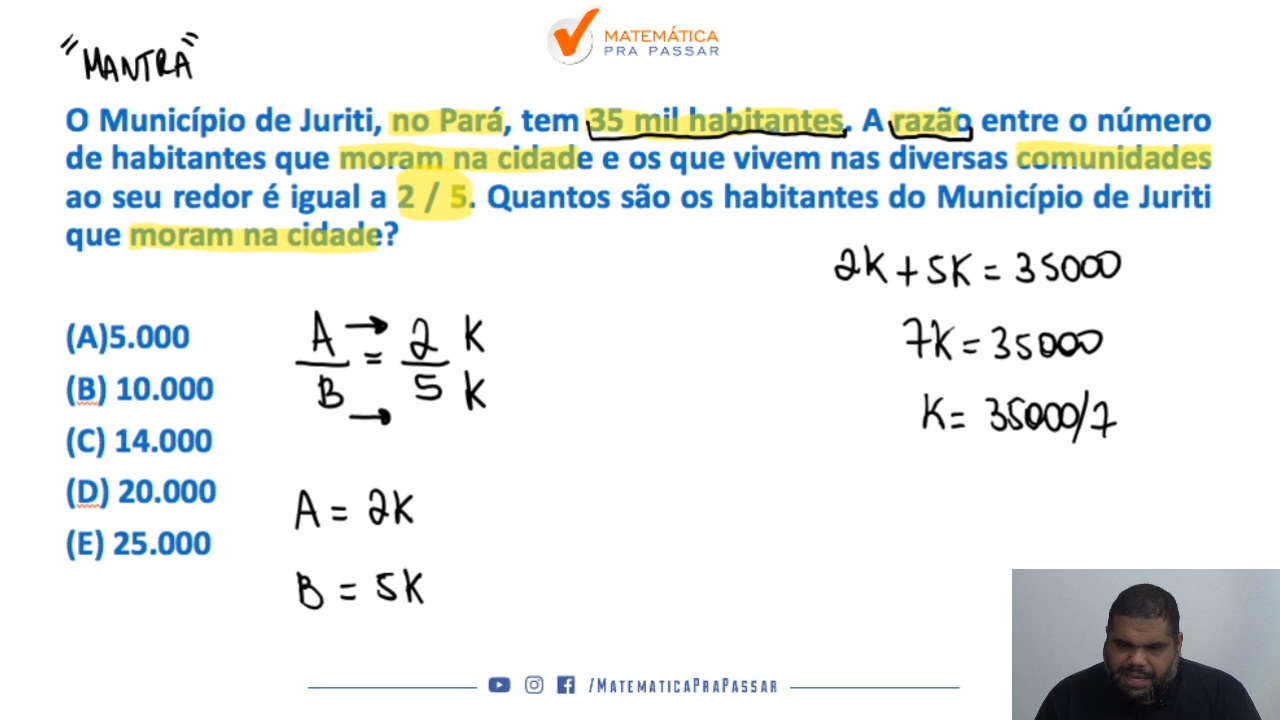 "MANTRA"
MATEMÁTICA
PRA PASSAR
O Município de Juriti, no Pará, tem 35 mil habitantes. A razão entre o número
de habitantes que moram na cidade e os que vivem nas diversas comunidades
ao seu redor é igual a 2 / 5. Quantos são os habitantes do Município de Juriti
que moram na cidade?
2K + 5K = 35000
7K = 35000
K = 35000/7
(A)5.000
(B) 10.000
(C) 14.000
(D) 20.000
(E) 25.000
A → = 2 K
B → 5 K
A = 2K
B = 5K
/MATEMATICAPRAPASSAR